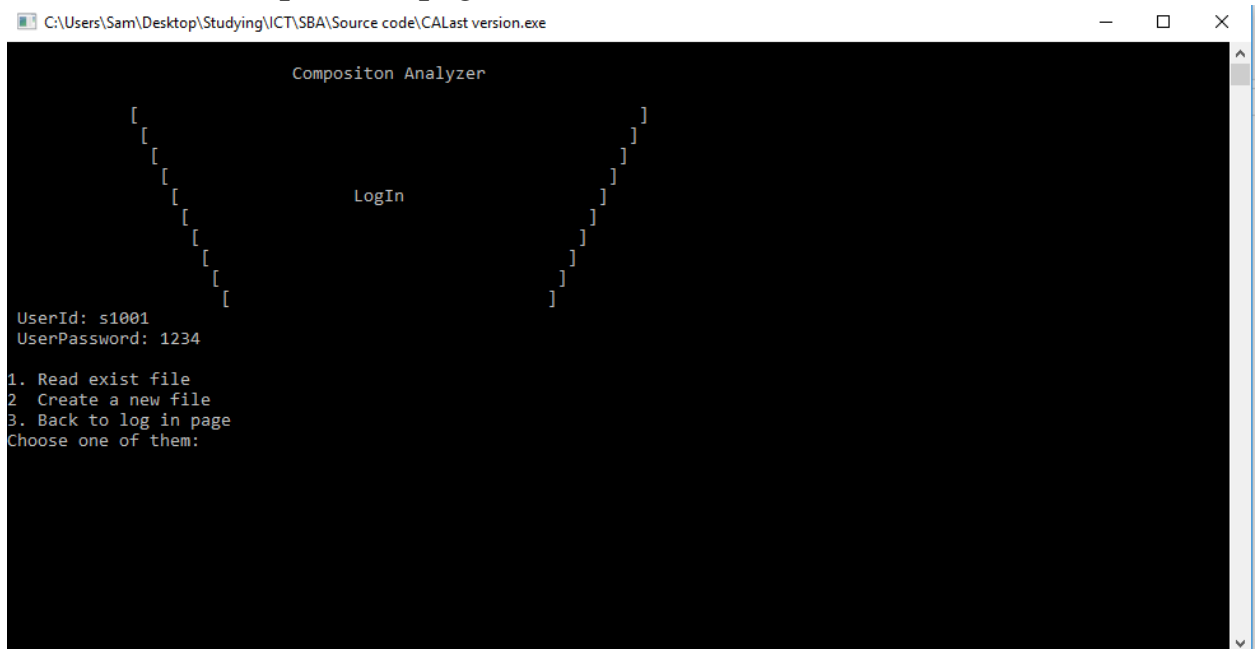 C:\Users\Sam\Desktop\Studying\ICT\SBA\Source code\CALast version.exe
Compositon Analyzer
[ ]
[ ]
[ ]
[ ]
[ LogIn ]
[ ]
[ ]
[ ]
[ ]
[ ]
UserId: s1001
UserPassword: 1234
1. Read exist file
2  Create a new file
3. Back to log in page
Choose one of them: